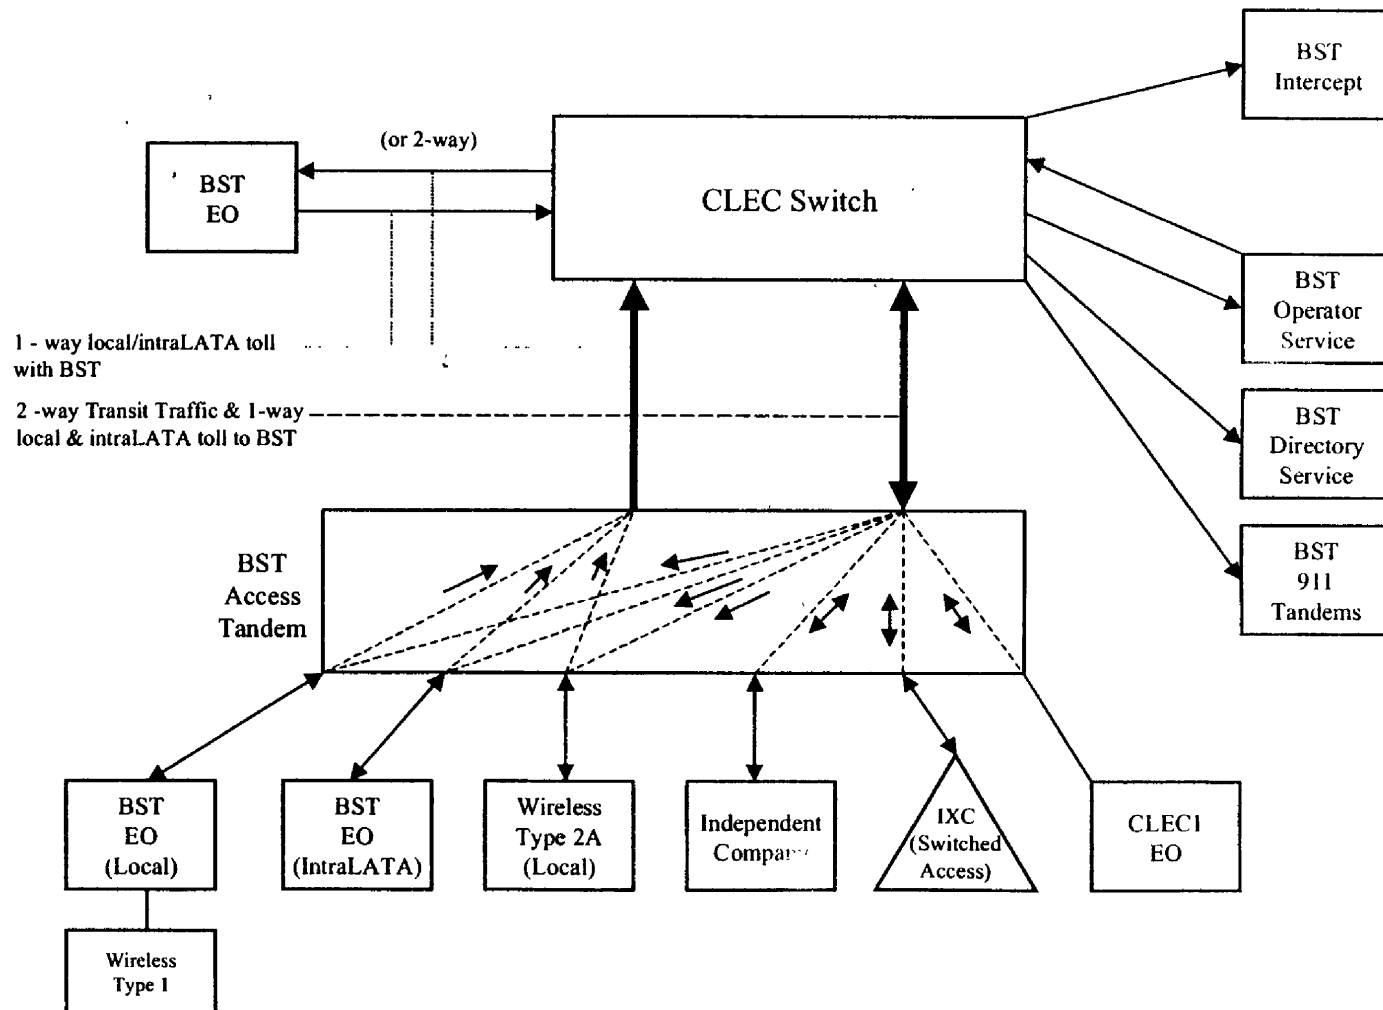 BST
Intercept
(or 2-way)
BST
EO
CLEC Switch
BST
Operator
Service
1 - way local/intraLATA toll
with BST
2 -way Transit Traffic & 1-way
local & intraLATA toll to BST
BST
Directory
Service
BST
Access
Tandem
BST
911
Tandems
BST
EO
(Local)
BST
EO
(IntraLATA)
Wireless
Type 2A
(Local)
Independent
Company
IXC
(Switched
Access)
CLEC1
EO
Wireless
Type 1